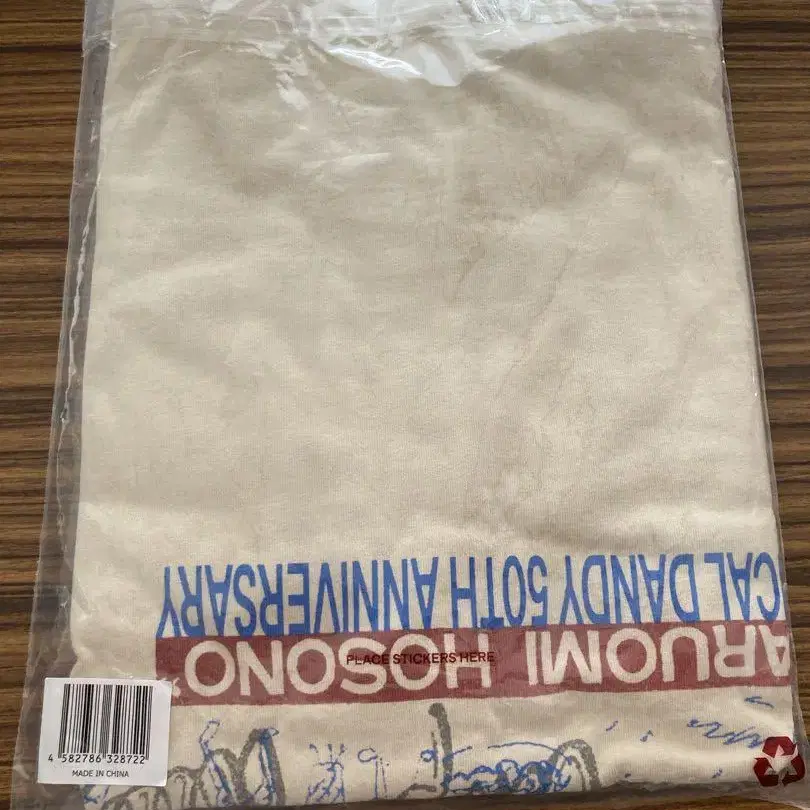 CAL DANDY 50TH ANNIVERSARY
ARUOMI HOSONO
PLACE STICKERS HERE
4 582786 328722
MADE IN CHINA